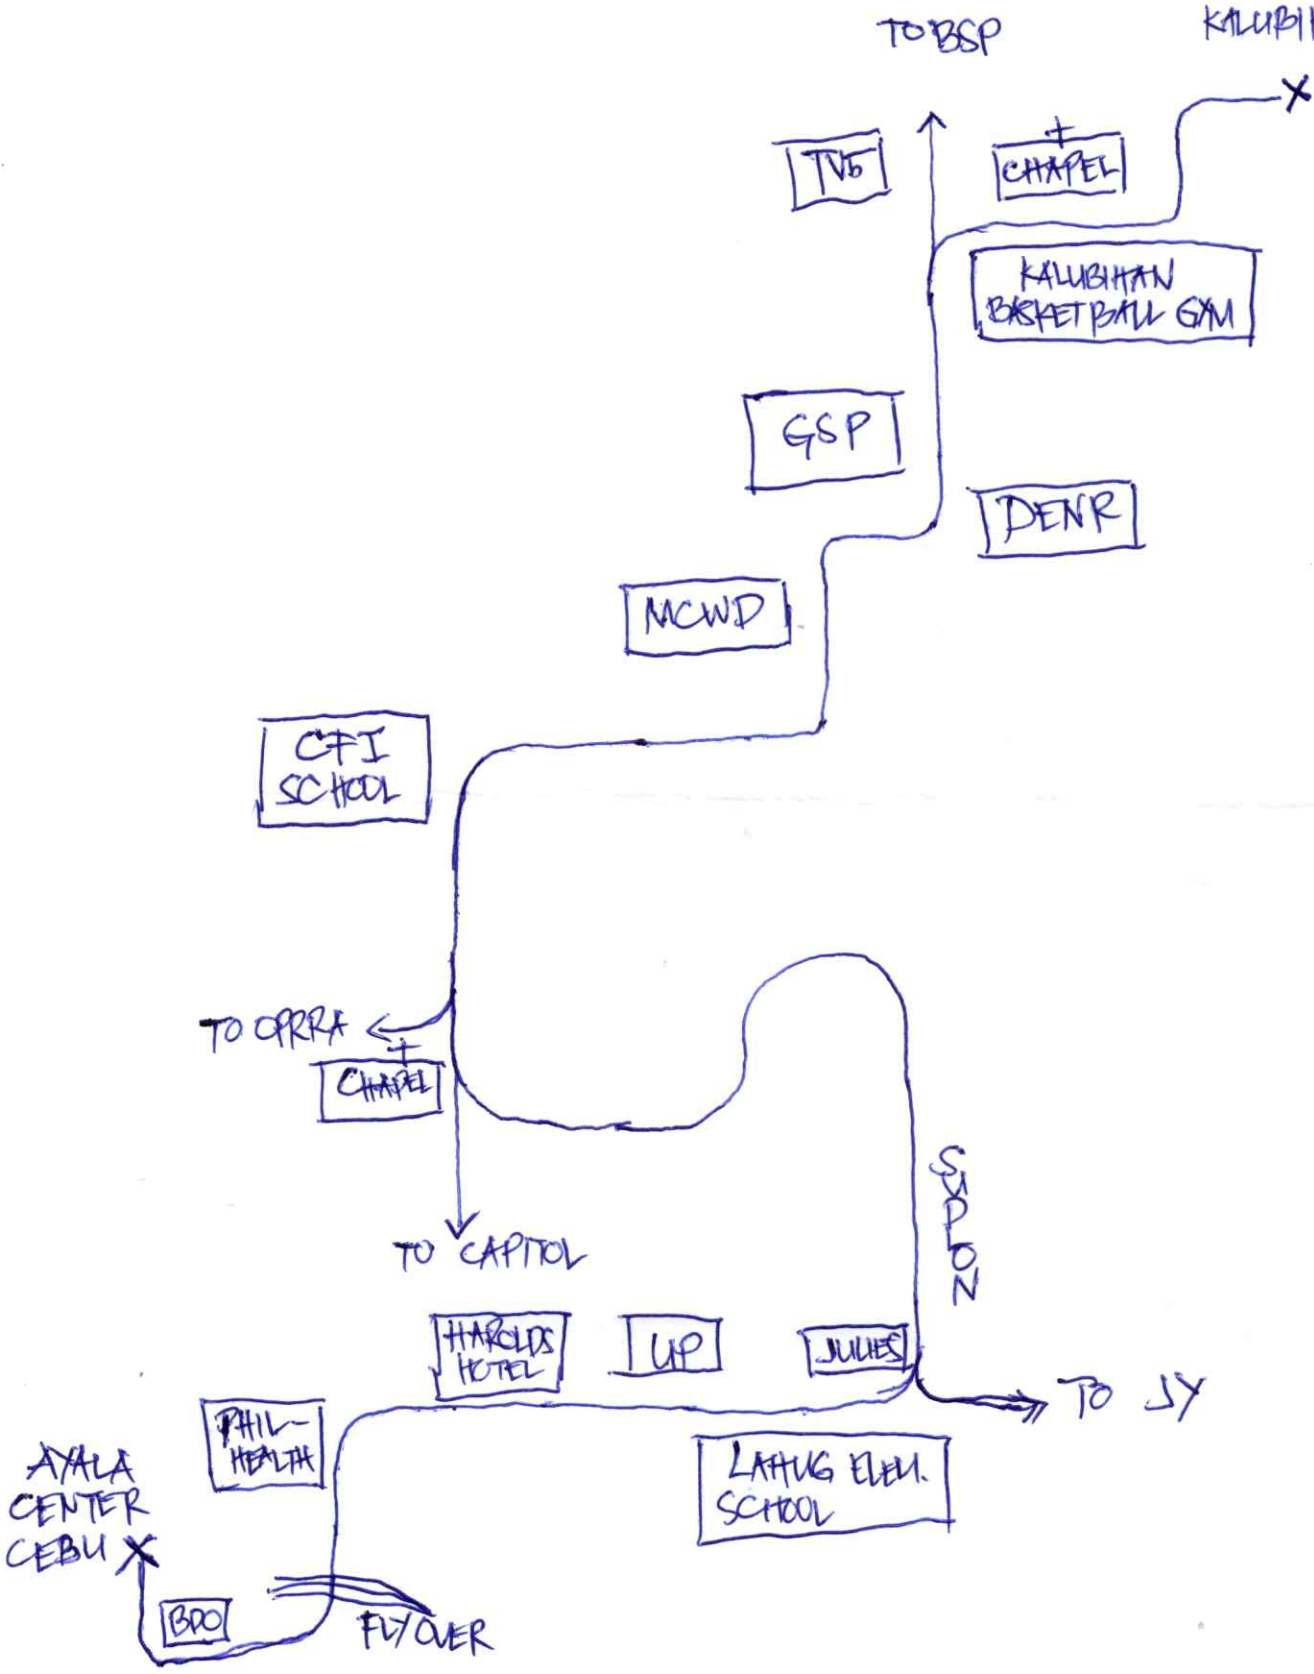 TO BSP
KALUBI
TV5
CHAPEL
KALUBIHAN
BASKETBALL GYM
GSP
DENR
MCWD
CFI
SCHOOL
TO OPRRA
CHAPEL
TO CAPITOL
SUDLON
HAROLDS
HOTEL
UP
JULIES
TO JY
PHIL-
HEALTH
LAHUG ELEM.
SCHOOL
AYALA
CENTER
CEBU
BDO
FLYOVER